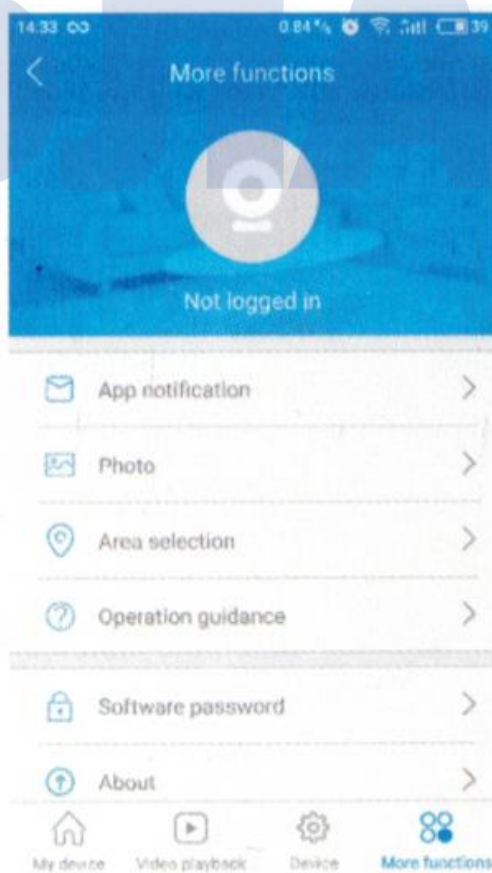 14:33
39
More functions
Not logged in
App notification
Photo
Area selection
Operation guidance
Software password
About
My device Video playback Device More functions